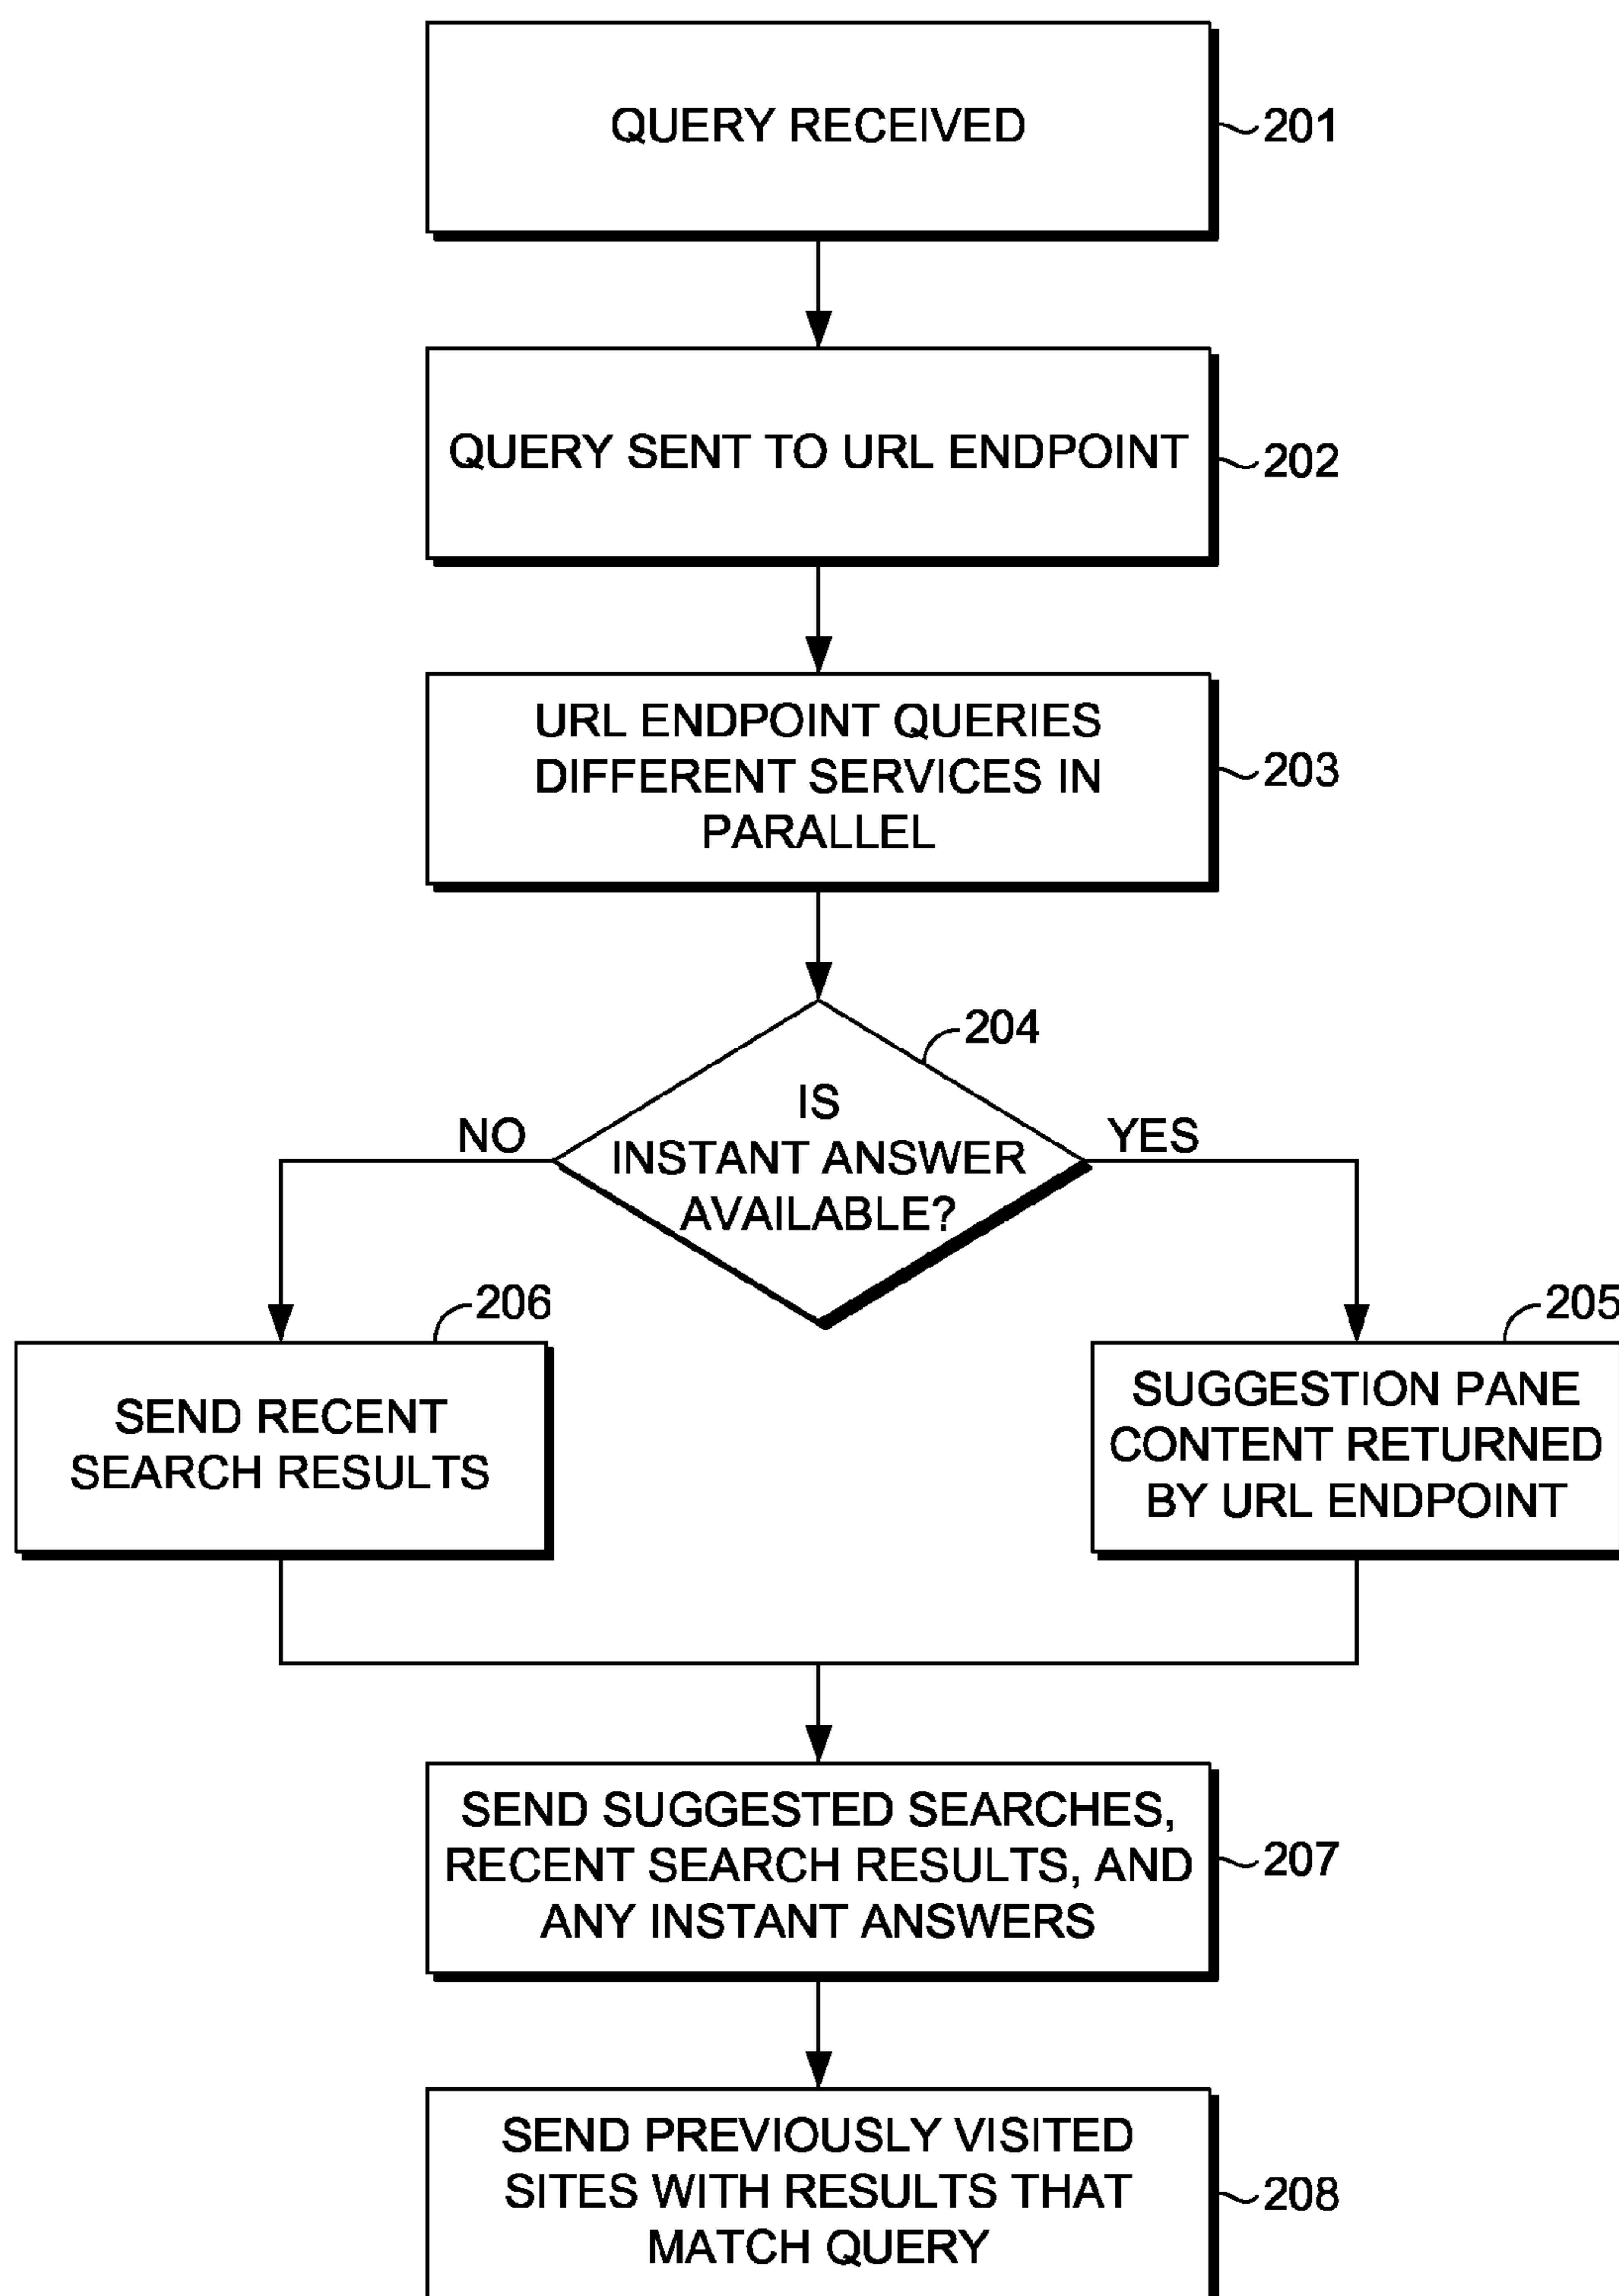 QUERY RECEIVED
201
QUERY SENT TO URL ENDPOINT
202
URL ENDPOINT QUERIES
DIFFERENT SERVICES IN
PARALLEL
203
204
IS
INSTANT ANSWER
AVAILABLE?
NO
YES
206
SEND RECENT
SEARCH RESULTS
205
SUGGESTION PANE
CONTENT RETURNED
BY URL ENDPOINT
SEND SUGGESTED SEARCHES,
RECENT SEARCH RESULTS, AND
ANY INSTANT ANSWERS
207
SEND PREVIOUSLY VISITED
SITES WITH RESULTS THAT
MATCH QUERY
208